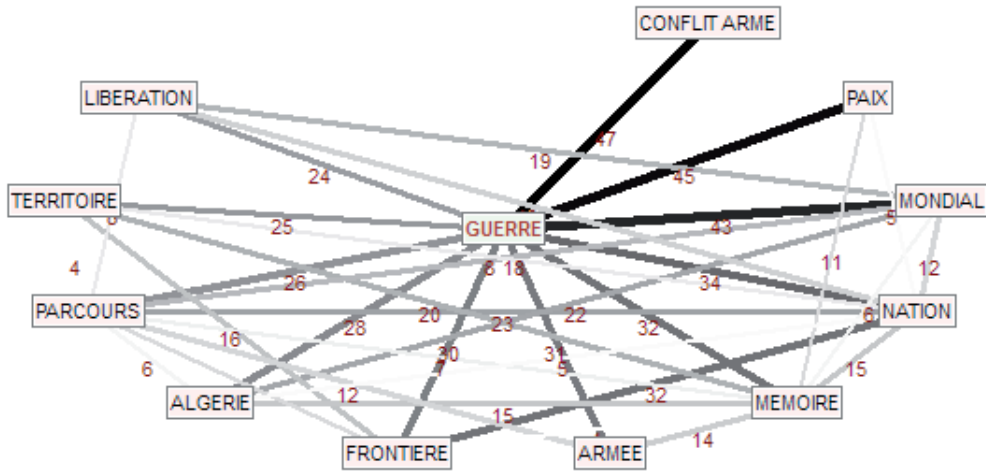 CONFLIT ARME
LIBERATION
PAIX
47
19
24
45
TERRITOIRE
MONDIAL
5
25
GUERRE
43
4
8
18
11
12
26
34
PARCOURS
20
22
6
NATION
16
28
23
32
30
31
6
7
5
15
ALGERIE
12
32
MEMOIRE
15
14
FRONTIERE
ARMEE